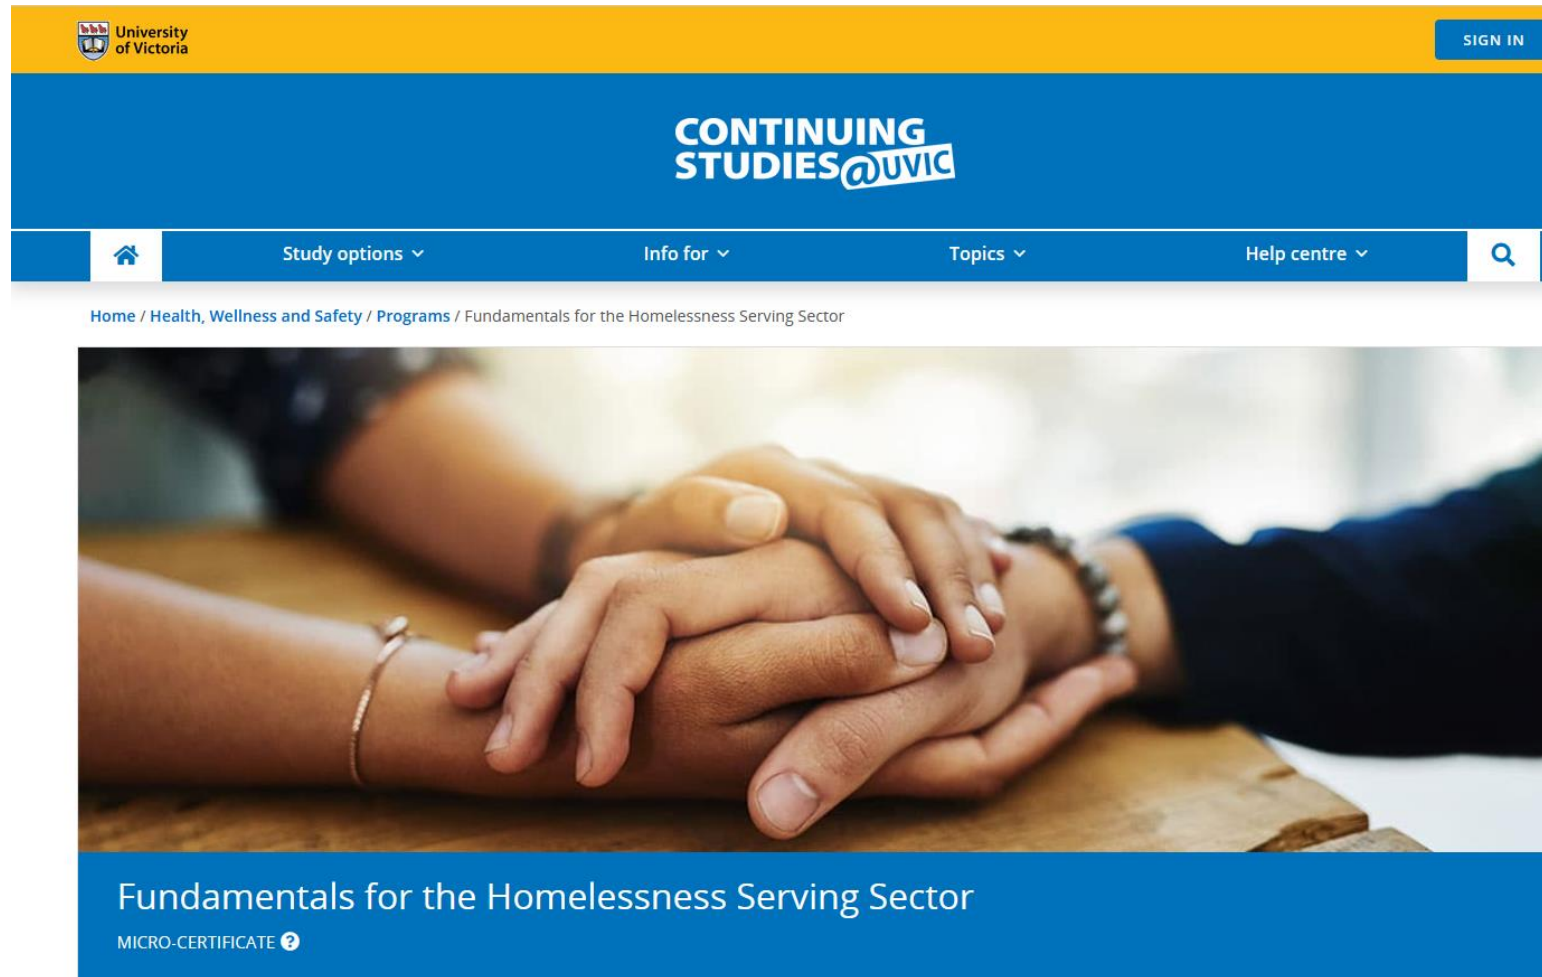 University
of Victoria
SIGN IN
CONTINUING
STUDIES@UVIC
Study options
Info for
Topics
Help centre
Home / Health, Wellness and Safety / Programs / Fundamentals for the Homelessness Serving Sector
Fundamentals for the Homelessness Serving Sector
MICRO-CERTIFICATE ?